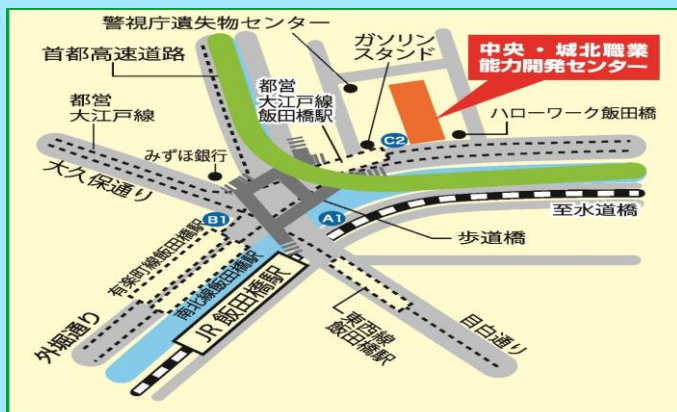 警視庁遺失物センター
首都高速道路
ガソリン
スタンド
中央・城北職業
能力開発センター
都営
大江戸線
都営
大江戸線
飯田橋駅
ハローワーク飯田橋
みずほ銀行
C2
大久保通り
B1
A1
至水道橋
歩道橋
有楽町線飯田橋駅
南北線飯田橋駅
JR 飯田橋駅
東西線
飯田橋駅
目白通り
外堀通り